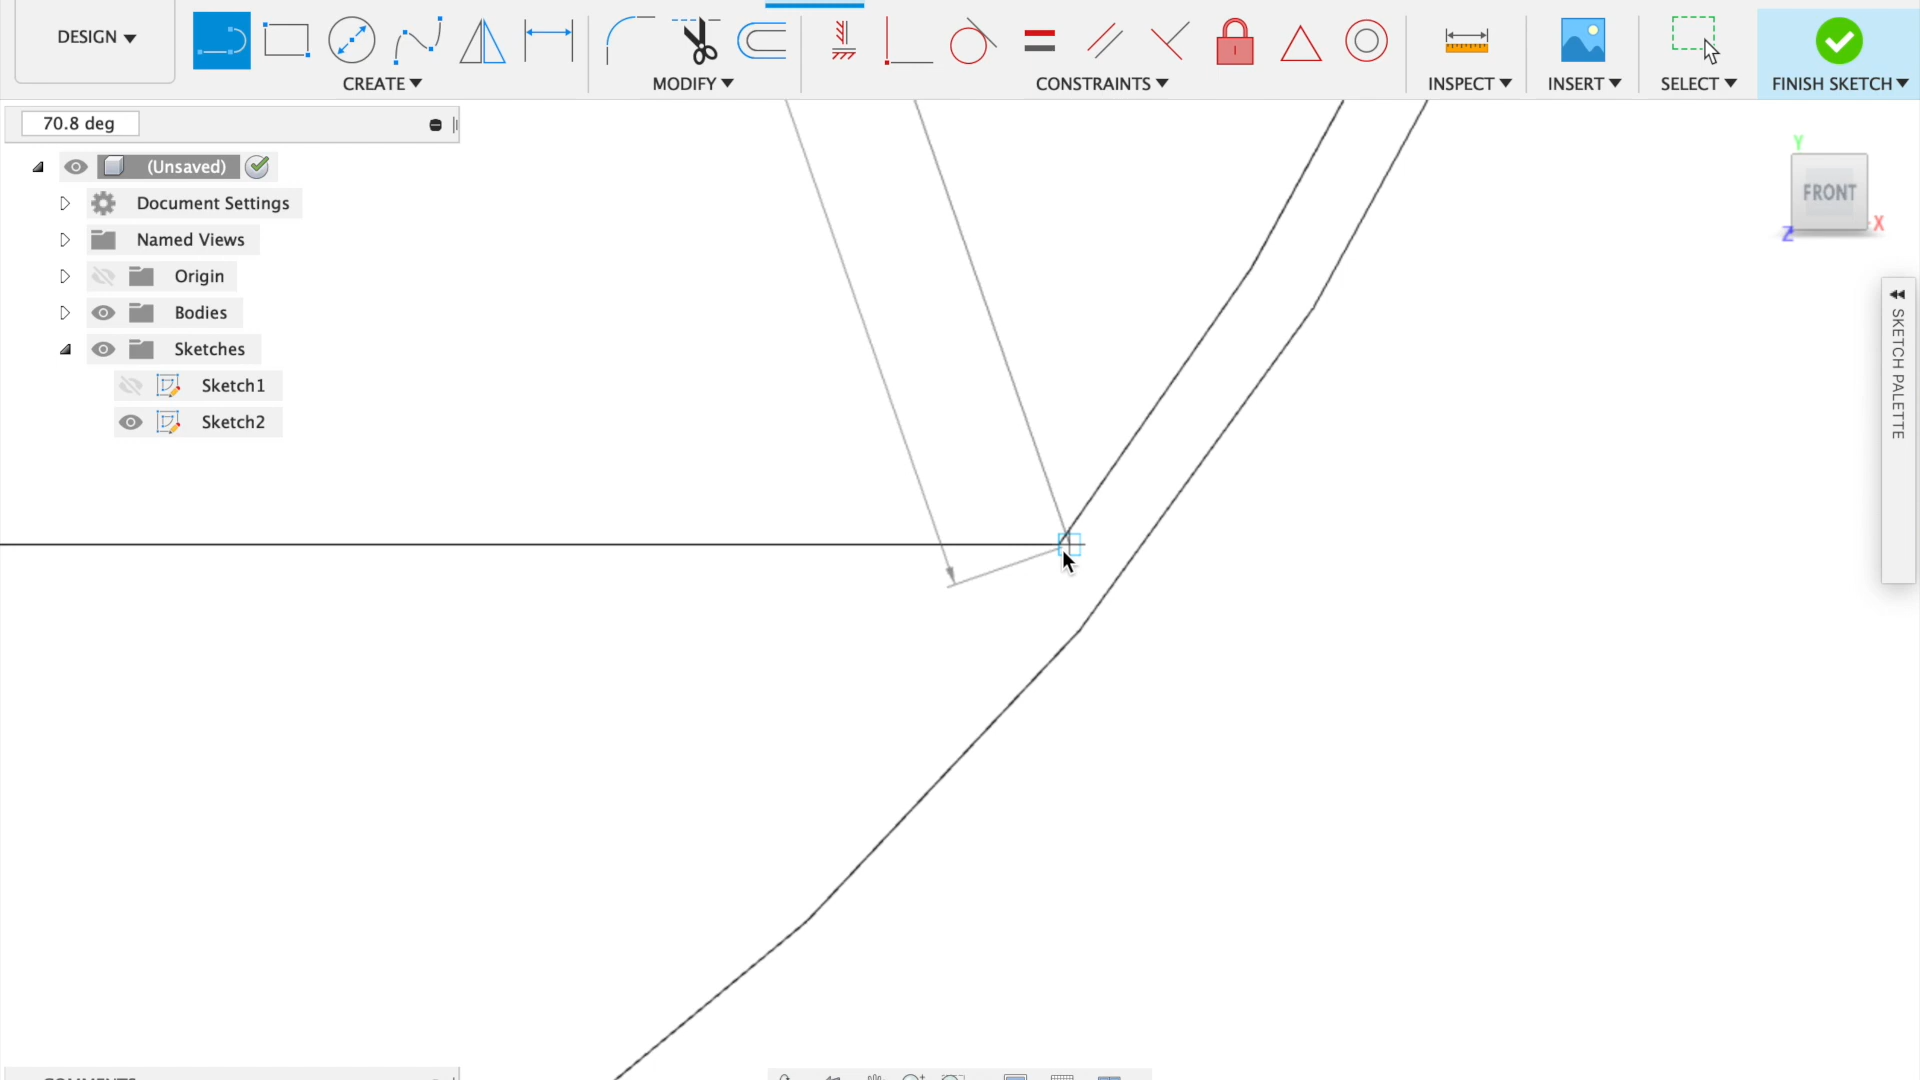 DESIGN
CREATE
MODIFY
CONSTRAINTS
INSPECT
INSERT
SELECT
FINISH SKETCH
70.8 deg
(Unsaved)
Document Settings
Named Views
Origin
Bodies
Sketches
Sketch1
Sketch2
Y
FRONT
X
Z
SKETCH PALETTE
COMMENTS